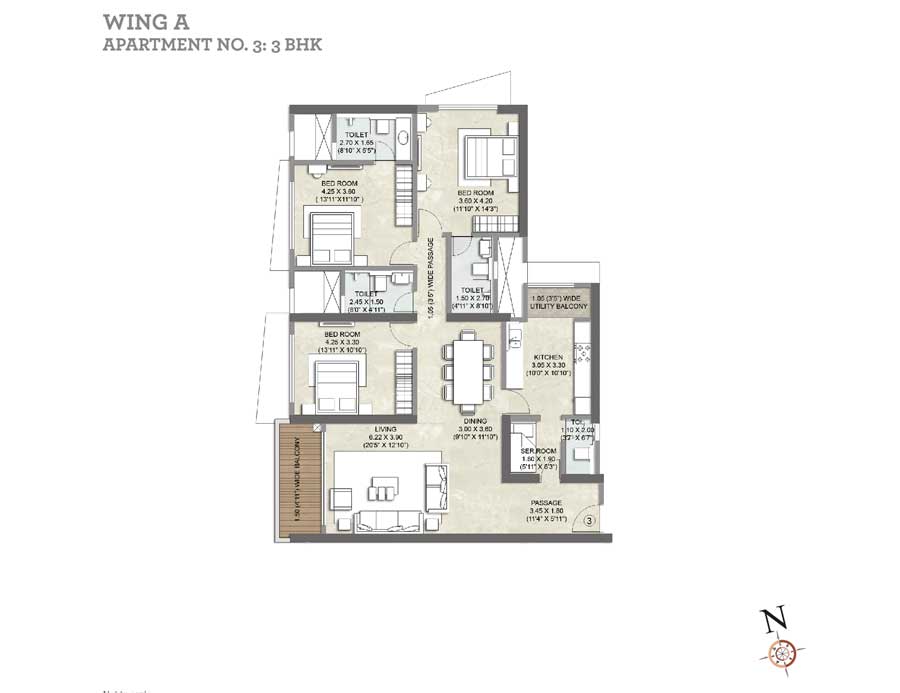 WING A
APARTMENT NO. 3: 3 BHK
TOILET
2.70 X 1.65
(8'10" X 5'5")
BED ROOM
4.25 X 3.60
( 13'11"X11'10")
BED ROOM
3.60 X 4.20
(11'10" X 14'3")
1.05 (3'5") WIDE PASSAGE
TOILET
2.45 X 1.50
(8'0" X 4'11")
TOILET
1.50 X 2.70
(4'11" X 8'10")
1.05 (3'5") WIDE
UTILITY BALCONY
BED ROOM
4.25 X 3.30
(13'11" X 10'10")
KITCHEN
3.05 X 3.30
(10'0" X 10'10")
LIVING
6.22 X 3.90
(20'5" X 12'10")
DINING
3.00 X 3.60
(9'10" X 11'10")
TOI.
1.10 X 2.00
(3'7" X 6'7")
SER.ROOM
1.80 X 1.90
(5'11" X 6'3")
1.50 (4'11") WIDE BALCONY
PASSAGE
3.45 X 1.80
(11'4" X 5'11")
3
N